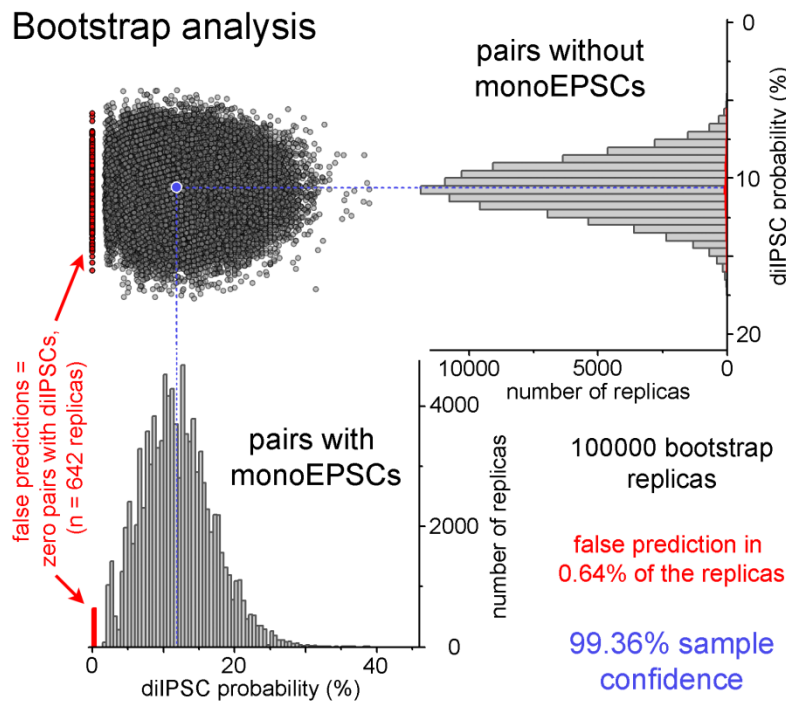 Bootstrap analysis
pairs without
monoEPSCs
0
10
20
diIPSC probability (%)
10000
5000
0
number of replicas
false predictions =
zero pairs with diIPSCs,
(n = 642 replicas)
pairs with
monoEPSCs
4000
2000
0
number of replicas
0
20
40
diIPSC probability (%)
100000 bootstrap
replicas
false prediction in
0.64% of the replicas
99.36% sample
confidence